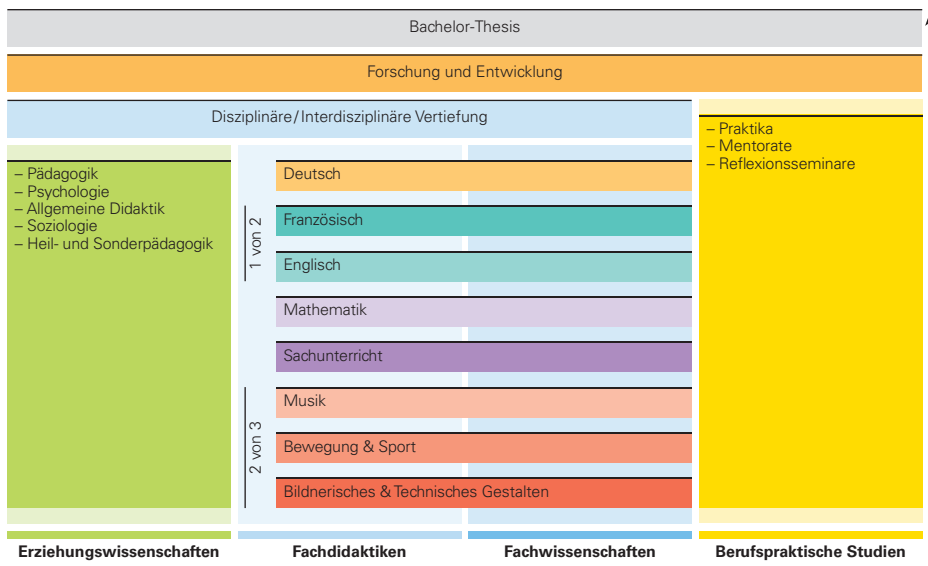 Bachelor-Thesis
Forschung und Entwicklung
Disziplinäre/Interdisziplinäre Vertiefung
– Praktika
– Mentorate
– Reflexionsseminare
– Pädagogik
– Psychologie
– Allgemeine Didaktik
– Soziologie
– Heil- und Sonderpädagogik
Deutsch
1 von 2
Französisch
Englisch
Mathematik
Sachunterricht
2 von 3
Musik
Bewegung & Sport
Bildnerisches & Technisches Gestalten
Erziehungswissenschaften
Fachdidaktiken
Fachwissenschaften
Berufspraktische Studien